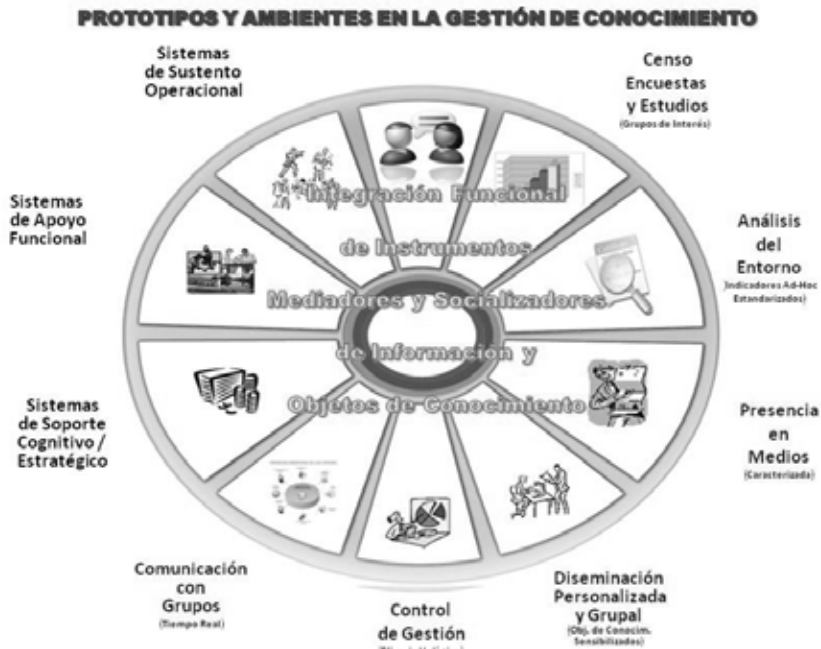 PROTOTIPOS Y AMBIENTES EN LA GESTIÓN DE CONOCIMIENTO
Sistemas
de Sustento
Operacional
Censo
Encuestas
y Estudios
(Grupos de Interés)
Sistemas
de Apoyo
Funcional
Análisis
del
Entorno
(Indicadores Ad-Hoc
Estandarizados)
Integración Funcional
de Instrumentos
Mediadores y Socializadores
de Información y
Objetos de Conocimiento
Sistemas
de Soporte
Cognitivo /
Estratégico
Presencia
en
Medios
(Caracterizada)
Comunicación
con
Grupos
(Tiempo Real)
Control
de Gestión
Diseminación
Personalizada
y Grupal
(Obj. de Conocim.
Sensibilizados)